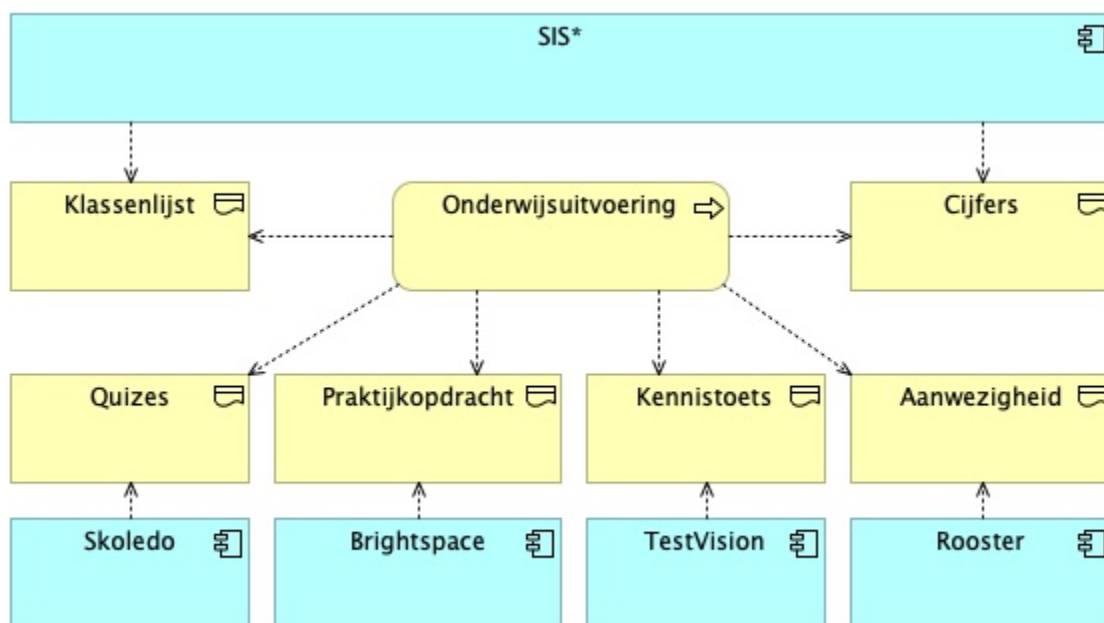 SIS*
Klassenlijst
Onderwijsuitvoering
Cijfers
Quizes
Praktijkopdracht
Kennistoets
Aanwezigheid
Skoledo
Brightspace
TestVision
Rooster